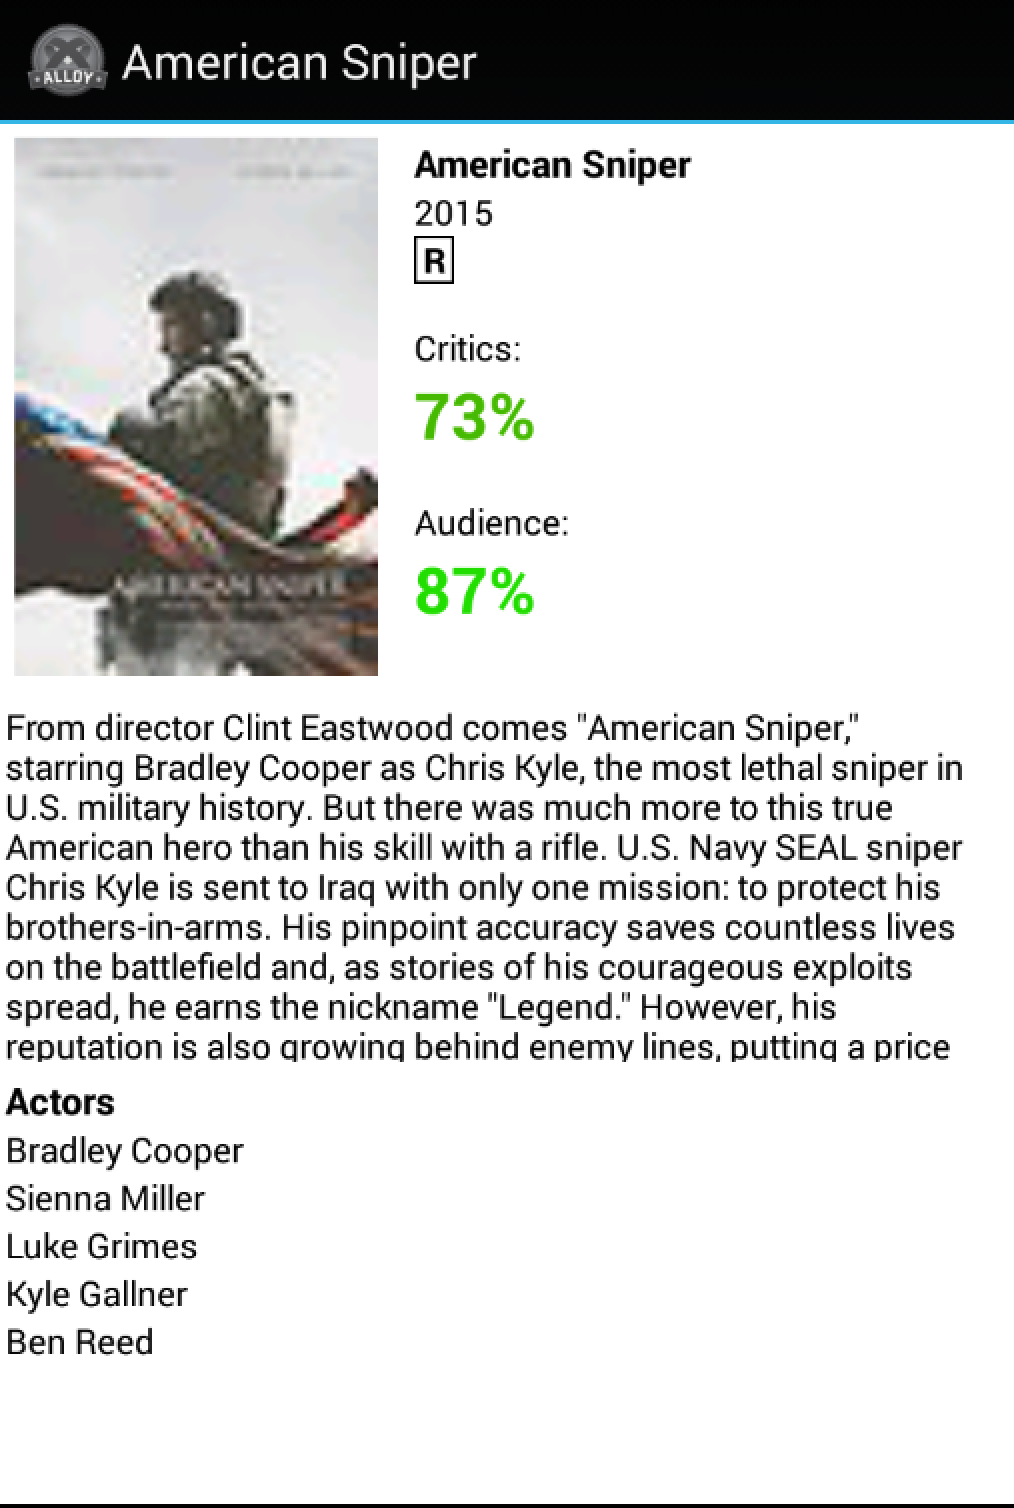 ALLOY
American Sniper
American Sniper
2015
R
Critics:
73%
Audience:
87%
AMERICAN SNIPER
From director Clint Eastwood comes "American Sniper,"
starring Bradley Cooper as Chris Kyle, the most lethal sniper in
U.S. military history. But there was much more to this true
American hero than his skill with a rifle. U.S. Navy SEAL sniper
Chris Kyle is sent to Iraq with only one mission: to protect his
brothers-in-arms. His pinpoint accuracy saves countless lives
on the battlefield and, as stories of his courageous exploits
spread, he earns the nickname "Legend." However, his
reputation is also growing behind enemy lines, putting a price
Actors
Bradley Cooper
Sienna Miller
Luke Grimes
Kyle Gallner
Ben Reed